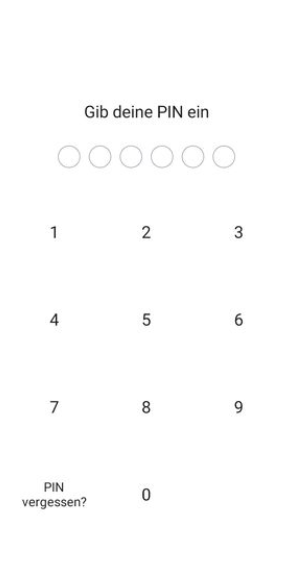 Gib deine PIN ein
1 2 3
4 5 6
7 8 9
PIN
vergessen? 0